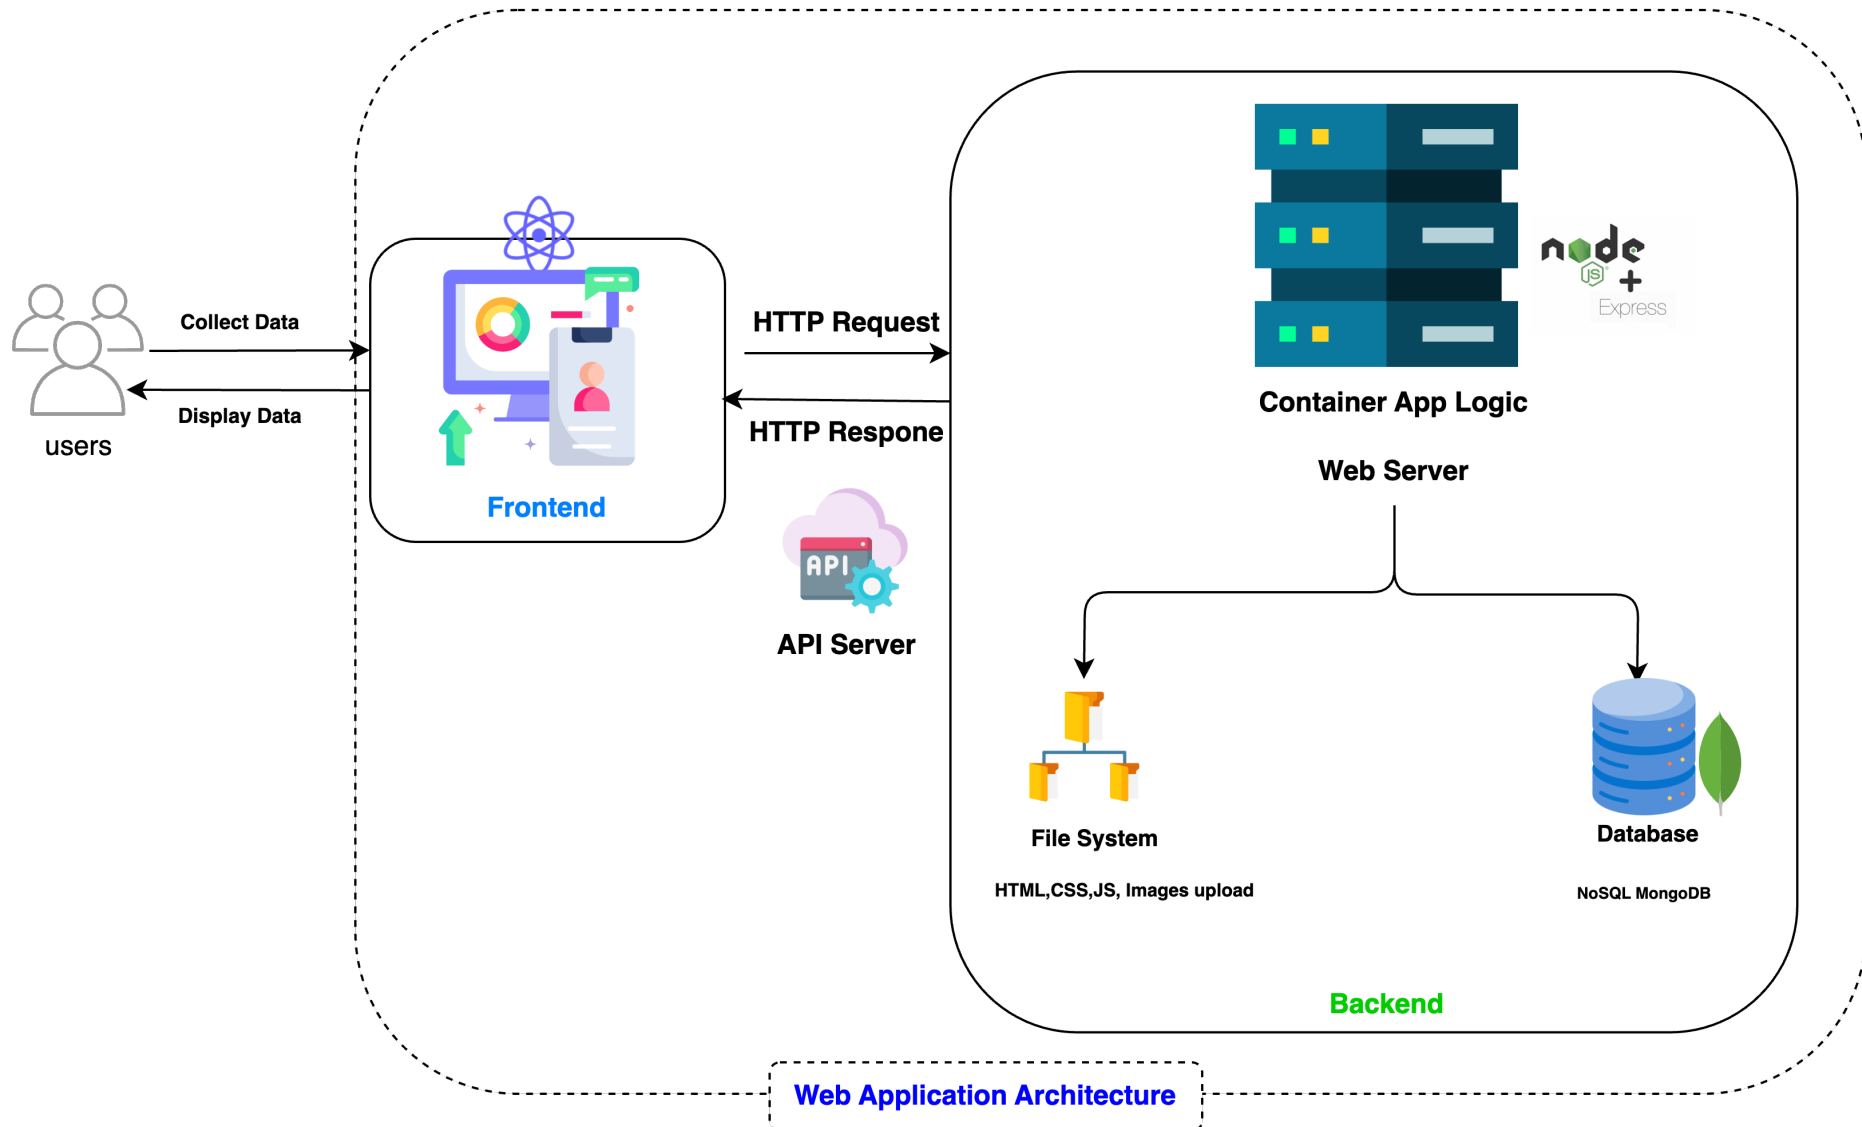 users
Collect Data
Display Data
Frontend
HTTP Request
HTTP Respone
API
API Server
node
JS
+
Express
Container App Logic
Web Server
File System
HTML,CSS,JS, Images upload
Database
NoSQL MongoDB
Backend
Web Application Architecture